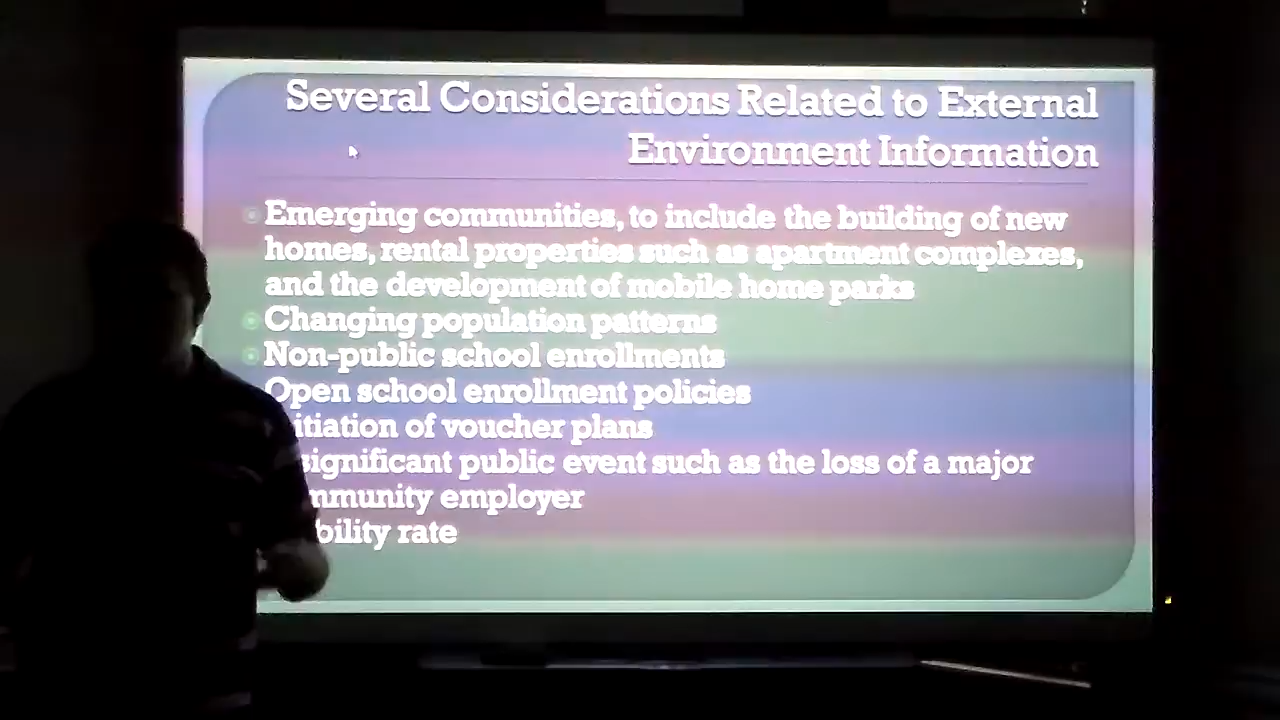 Several Considerations Related to External
Environment Information
Emerging communities, to include the building of new
homes, rental properties such as apartment complexes,
and the development of mobile home parks
Changing population patterns
Non-public school enrollments
Open school enrollment policies
itiation of voucher plans
significant public event such as the loss of a major
mmunity employer
bility rate